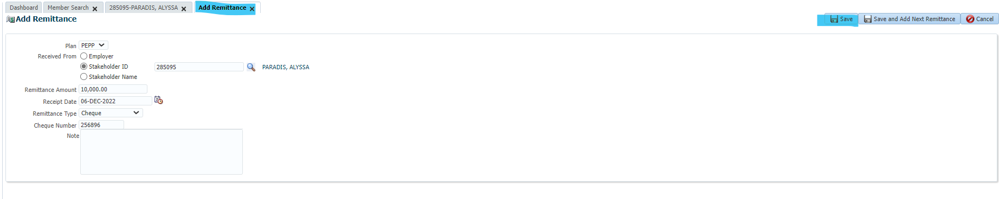 Dashboard Member Search 285095-PARADIS, ALYSSA Add Remittance
Add Remittance Save Save and Add Next Remittance Cancel
Plan PEPP
Received From Employer
Stakeholder ID 285095 PARADIS, ALYSSA
Stakeholder Name
Remittance Amount 10,000.00
Receipt Date 06-DEC-2022
Remittance Type Cheque
Cheque Number 256896
Note